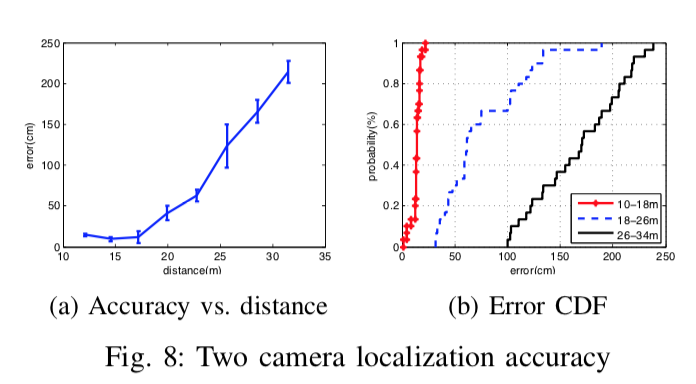 250
200
150
100
50
0
error(cm)
10 15 20 25 30 35
distance(m)
1
0.8
0.6
0.4
0.2
0
probability(%)
10–18m
18–26m
26–34m
0 50 100 150 200 250
error(cm)
(a) Accuracy vs. distance
(b) Error CDF
Fig. 8: Two camera localization accuracy